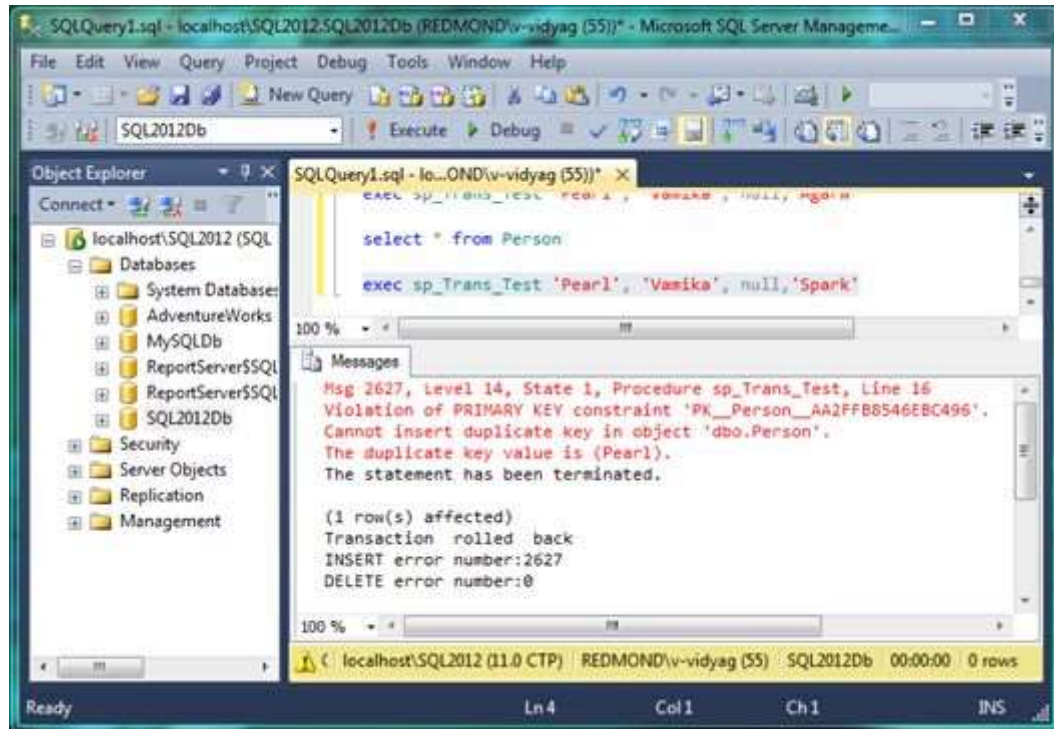 SQLQuery1.sql - localhost\SQL2012.SQL2012Db (REDMOND\v-vidyag (55))* - Microsoft SQL Server Manageme...
File Edit View Query Project Debug Tools Window Help
New Query
SQL2012Db Execute Debug
Object Explorer
Connect
localhost\SQL2012 (SQL
Databases
System Databases
AdventureWorks
MySQLDb
ReportServer$SQL
ReportServer$SQL
SQL2012Db
Security
Server Objects
Replication
Management
SQLQuery1.sql - lo...OND\v-vidyag (55))*
exec sp_Trans_Test 'Pearl', 'Vamika', null,
select * from Person
exec sp_Trans_Test 'Pearl', 'Vamika', null,'Spark'
100 %
Messages
Msg 2627, Level 14, State 1, Procedure sp_Trans_Test, Line 16
Violation of PRIMARY KEY constraint 'PK__Person__AA2FFB8546EBC496'.
Cannot insert duplicate key in object 'dbo.Person'.
The duplicate key value is (Pearl).
The statement has been terminated.
(1 row(s) affected)
Transaction rolled back
INSERT error number:2627
DELETE error number:0
100 %
localhost\SQL2012 (11.0 CTP) REDMOND\v-vidyag (55) SQL2012Db 00:00:00 0 rows
Ready Ln 4 Col 1 Ch 1 INS